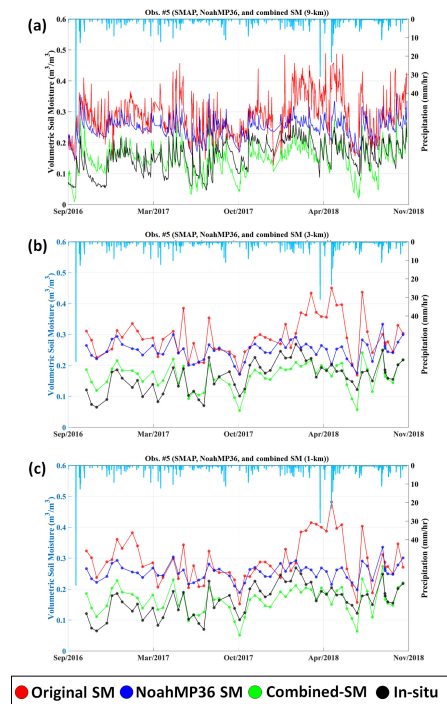 Obs. #5 (SMAP, NoahMP36, and combined SM (9-km))
(a)
0.6
0.5
0.4
0.3
0.2
0.1
0
Volumetric Soil Moisture (m³/m³)
0
10
20
30
40
Precipitation (mm/hr)
Sep/2016 Mar/2017 Oct/2017 Apr/2018 Nov/2018
Obs. #5 (SMAP, NoahMP36, and combined SM (3-km))
(b)
0.6
0.5
0.4
0.3
0.2
0.1
0
Volumetric Soil Moisture (m³/m³)
0
10
20
30
40
Precipitation (mm/hr)
Sep/2016 Mar/2017 Oct/2017 Apr/2018 Nov/2018
Obs. #5 (SMAP, NoahMP36, and combined SM (1-km))
(c)
0.6
0.5
0.4
0.3
0.2
0.1
0
Volumetric Soil Moisture (m³/m³)
0
10
20
30
40
Precipitation (mm/hr)
Sep/2016 Mar/2017 Oct/2017 Apr/2018 Nov/2018
Original SM NoahMP36 SM Combined-SM In-situ